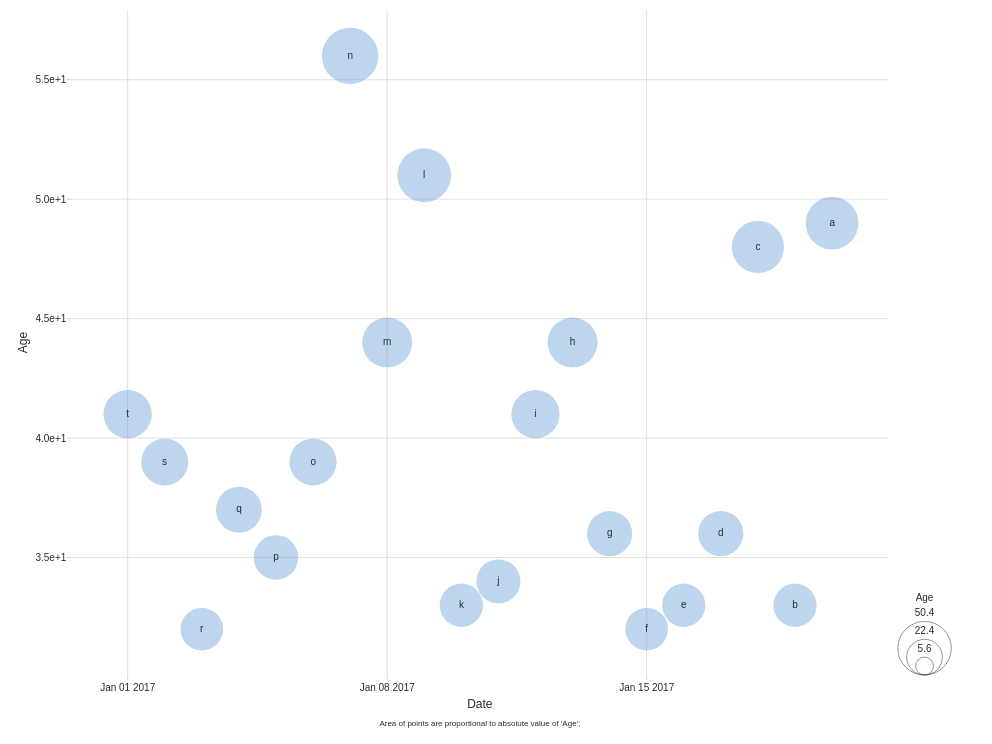 n
5.5e+1
l
5.0e+1
a
c
4.5e+1
m
h
Age
t
i
4.0e+1
s
o
q
g
d
p
3.5e+1
j
k
e
b
r
f
Age
50.4
22.4
5.6
Jan 01 2017
Jan 08 2017
Jan 15 2017
Date
Area of points are proportional to absolute value of 'Age';